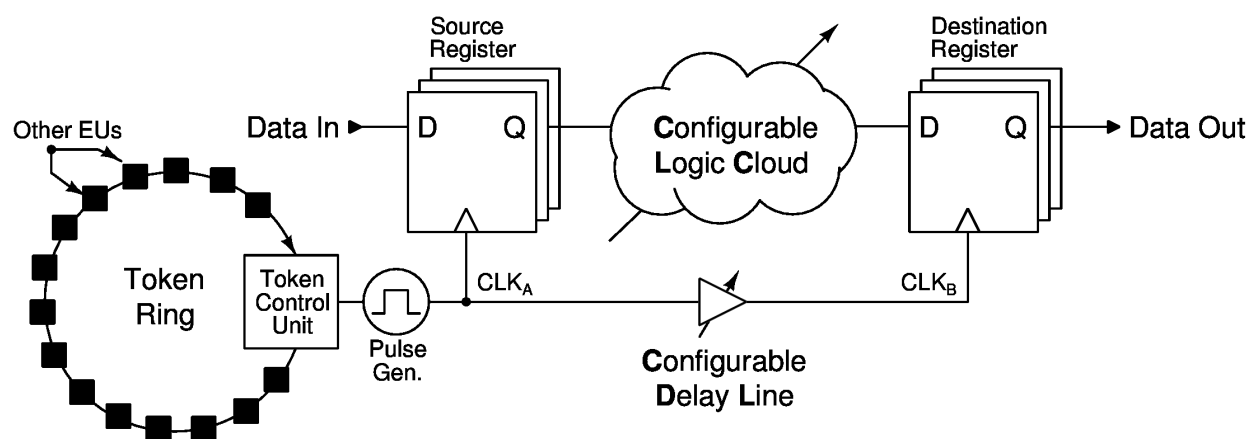 Source
Register
Destination
Register
Other EUs
Data In
D
Q
Configurable
Logic Cloud
D
Q
Data Out
Token
Ring
Token
Control
Unit
CLKA
CLKB
Pulse
Gen.
Configurable
Delay Line